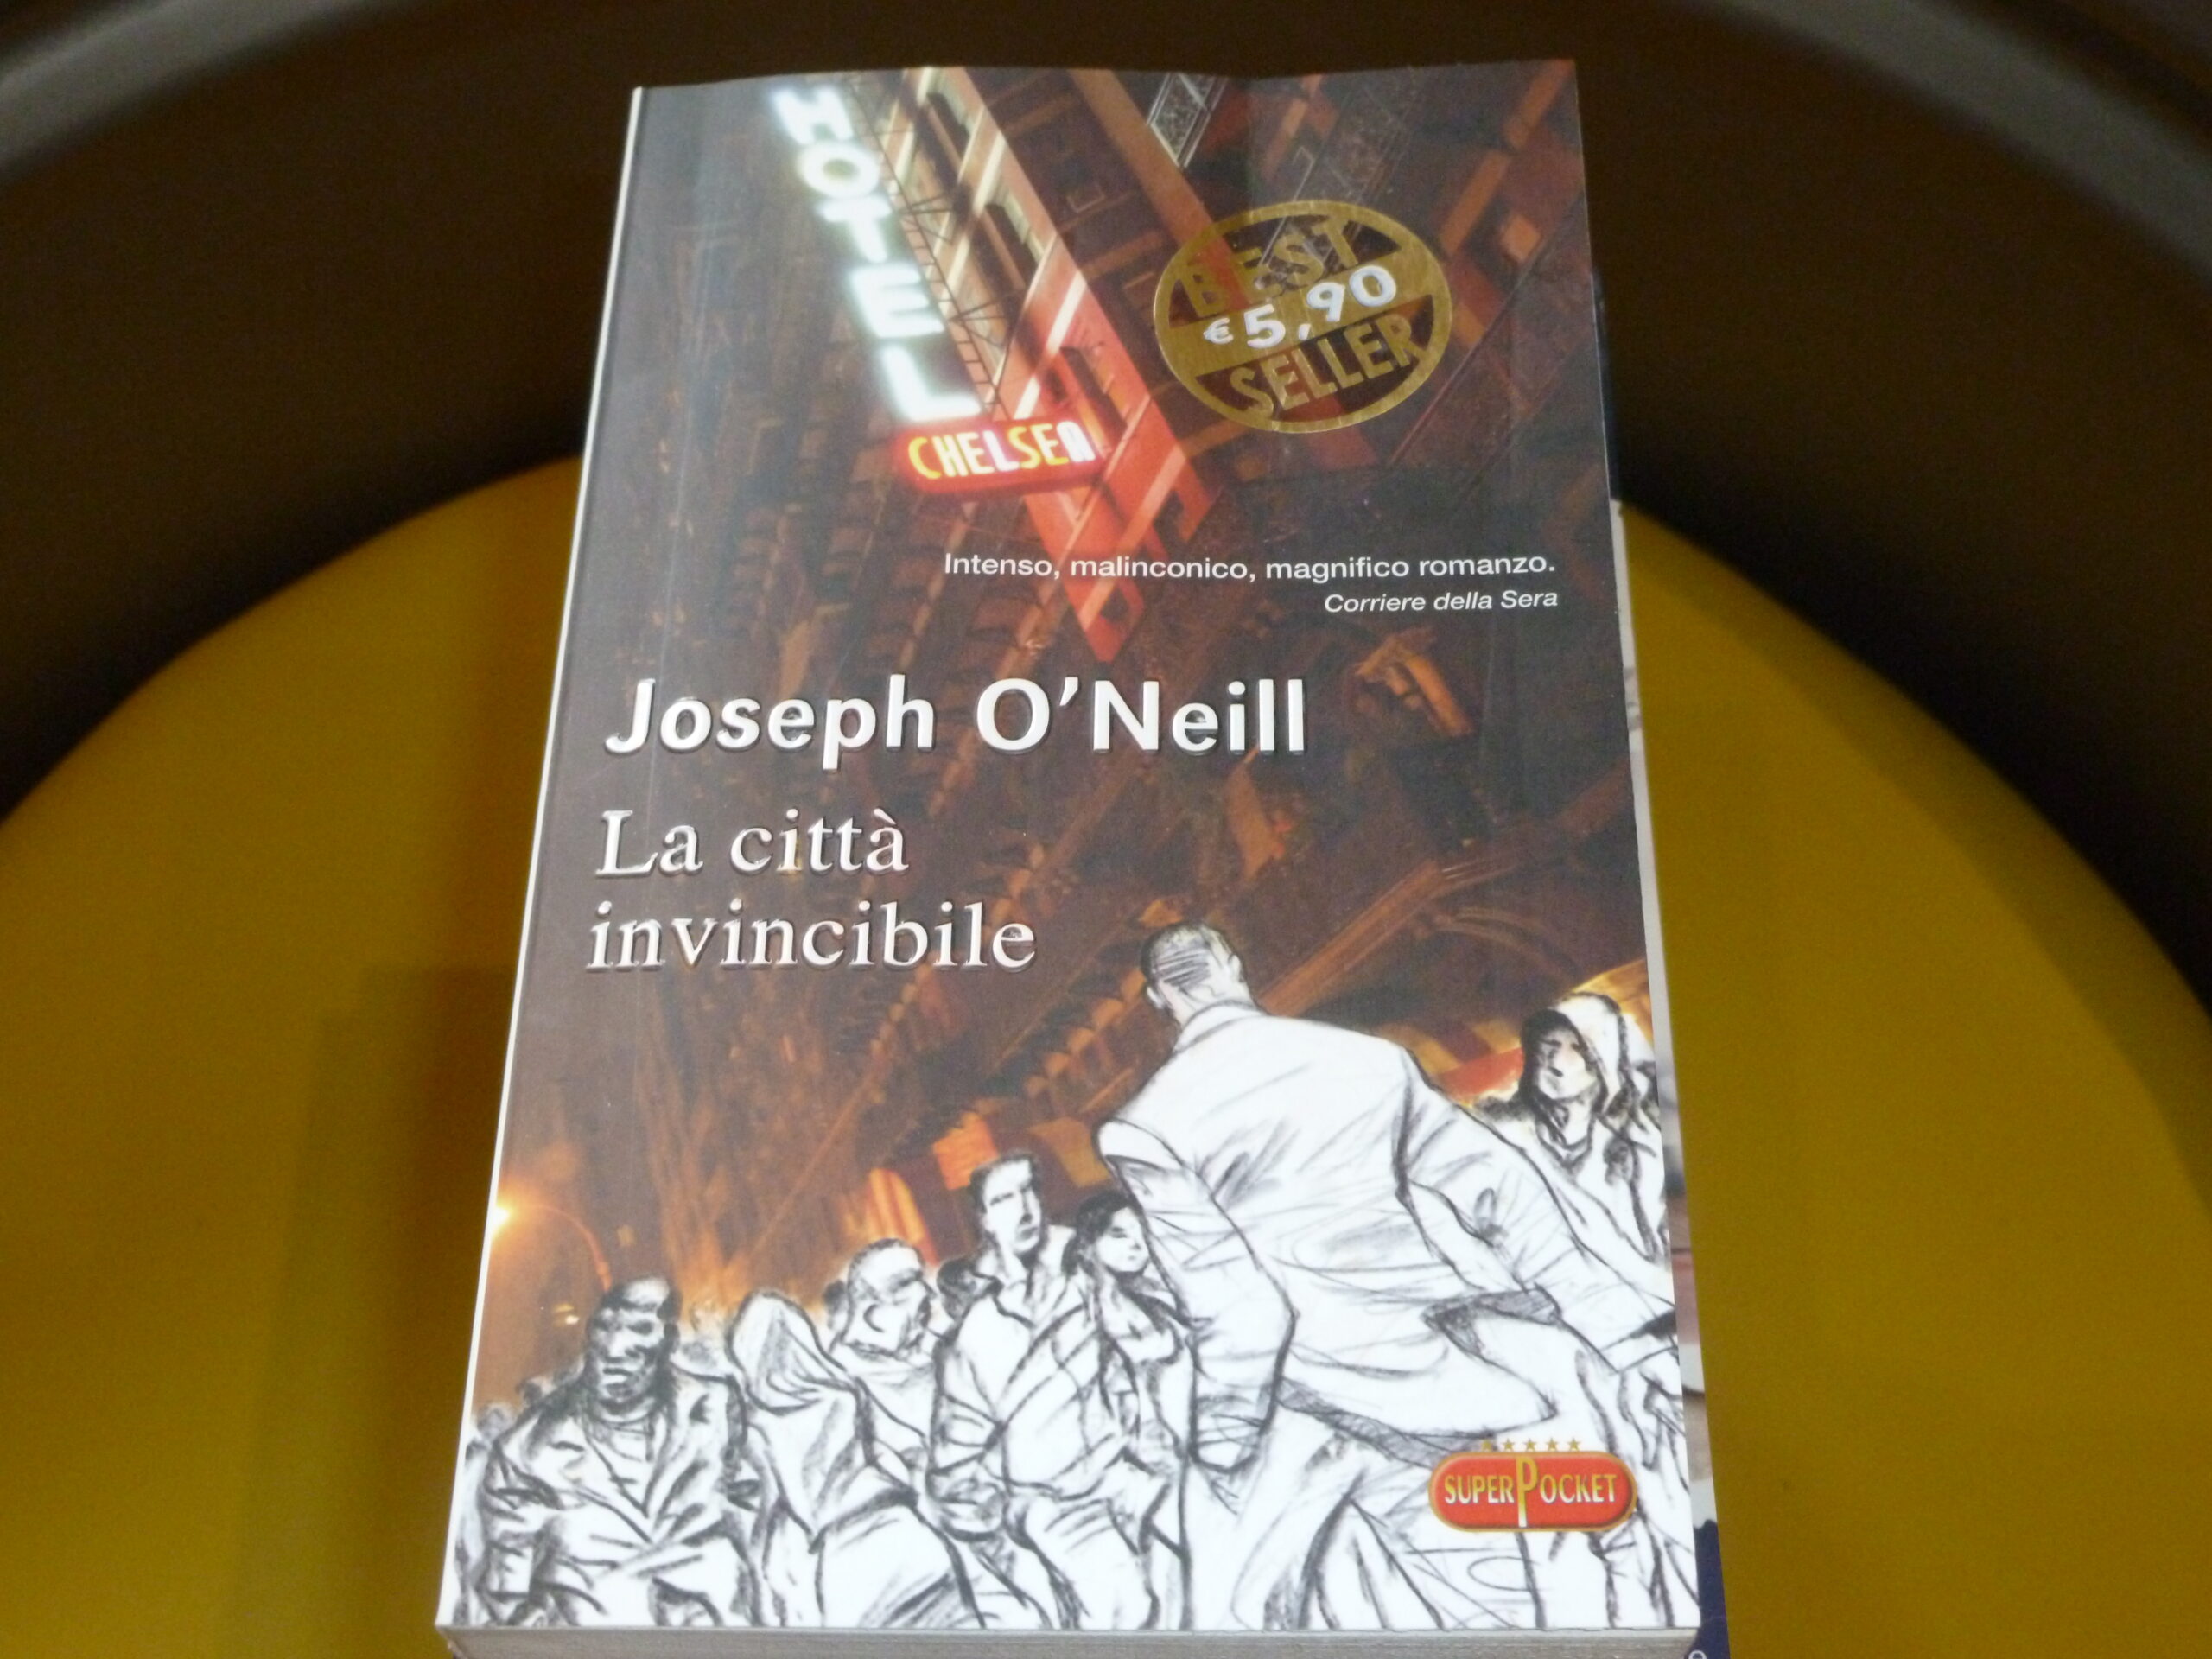 HOTEL
CHELSEA
BEST
€5,90
SELLER
Intenso, malinconico, magnifico romanzo.
Corriere della Sera
Joseph O'Neill
La città
invincibile
SUPERPOCKET